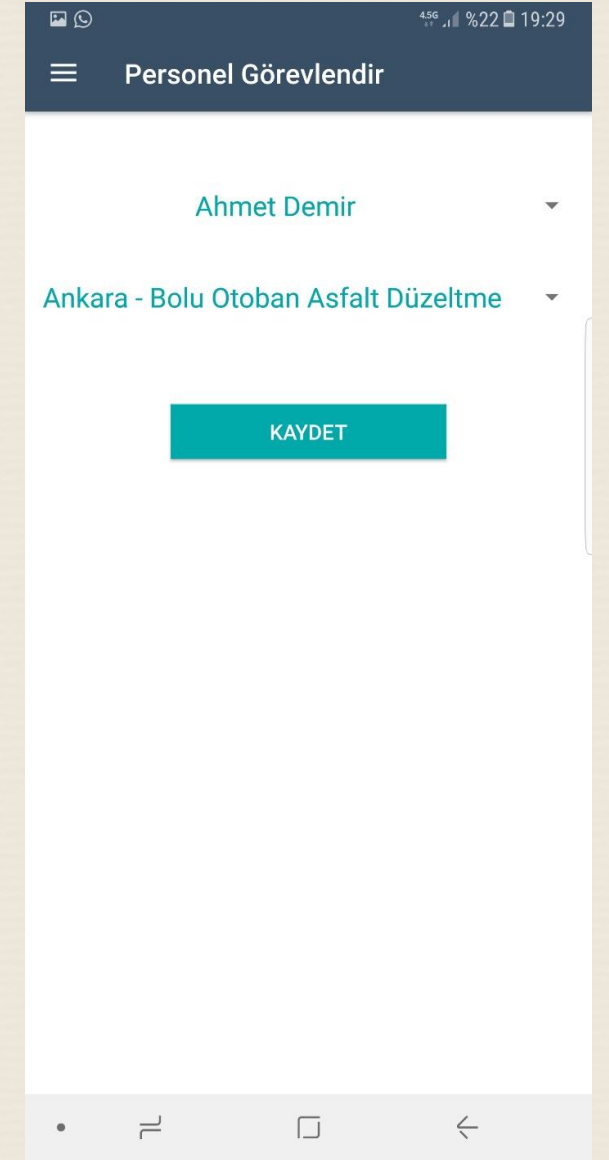 4.5G %22 19:29
Personel Görevlendir
Ahmet Demir
Ankara - Bolu Otoban Asfalt Düzeltme
KAYDET